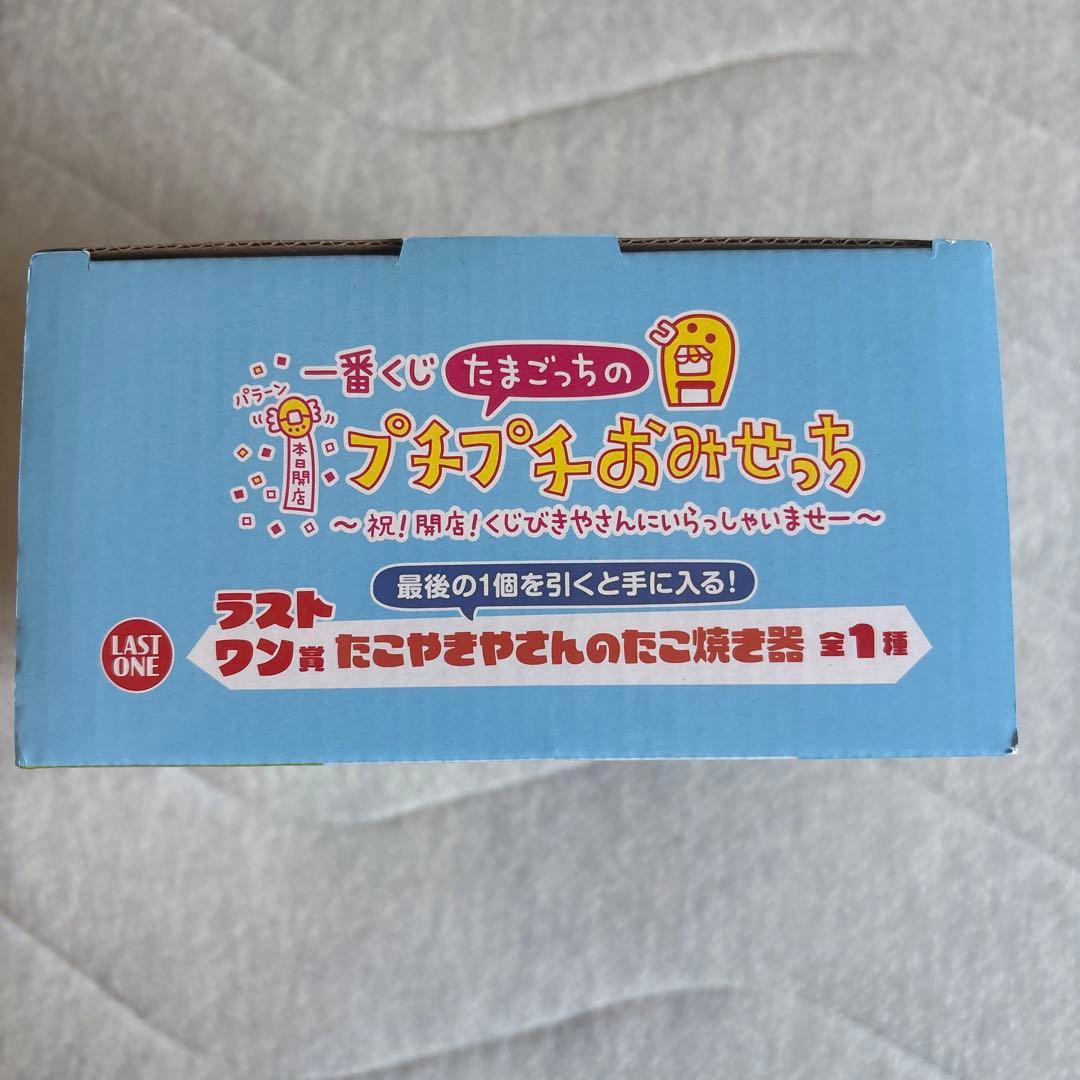 一番くじ たまごっちの
パラーン
本日開店
プチプチおみせっち
～祝!開店!くじびきやさんにいらっしゃいませー～
最後の1個を引くと手に入る!
LAST
ONE
ラスト
ワン賞 たこやきやさんのたこ焼き器 全1種